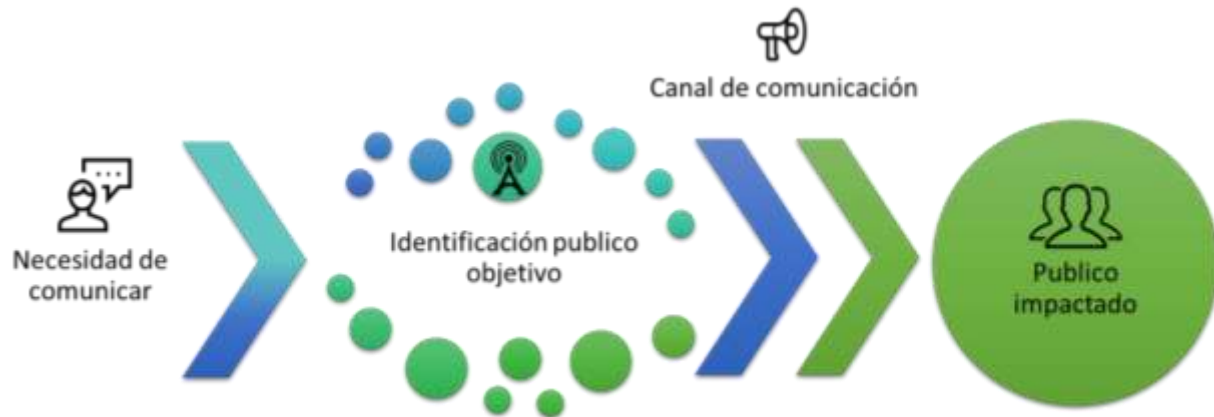 Necesidad de
comunicar
Identificación publico
objetivo
Canal de comunicación
Publico
impactado